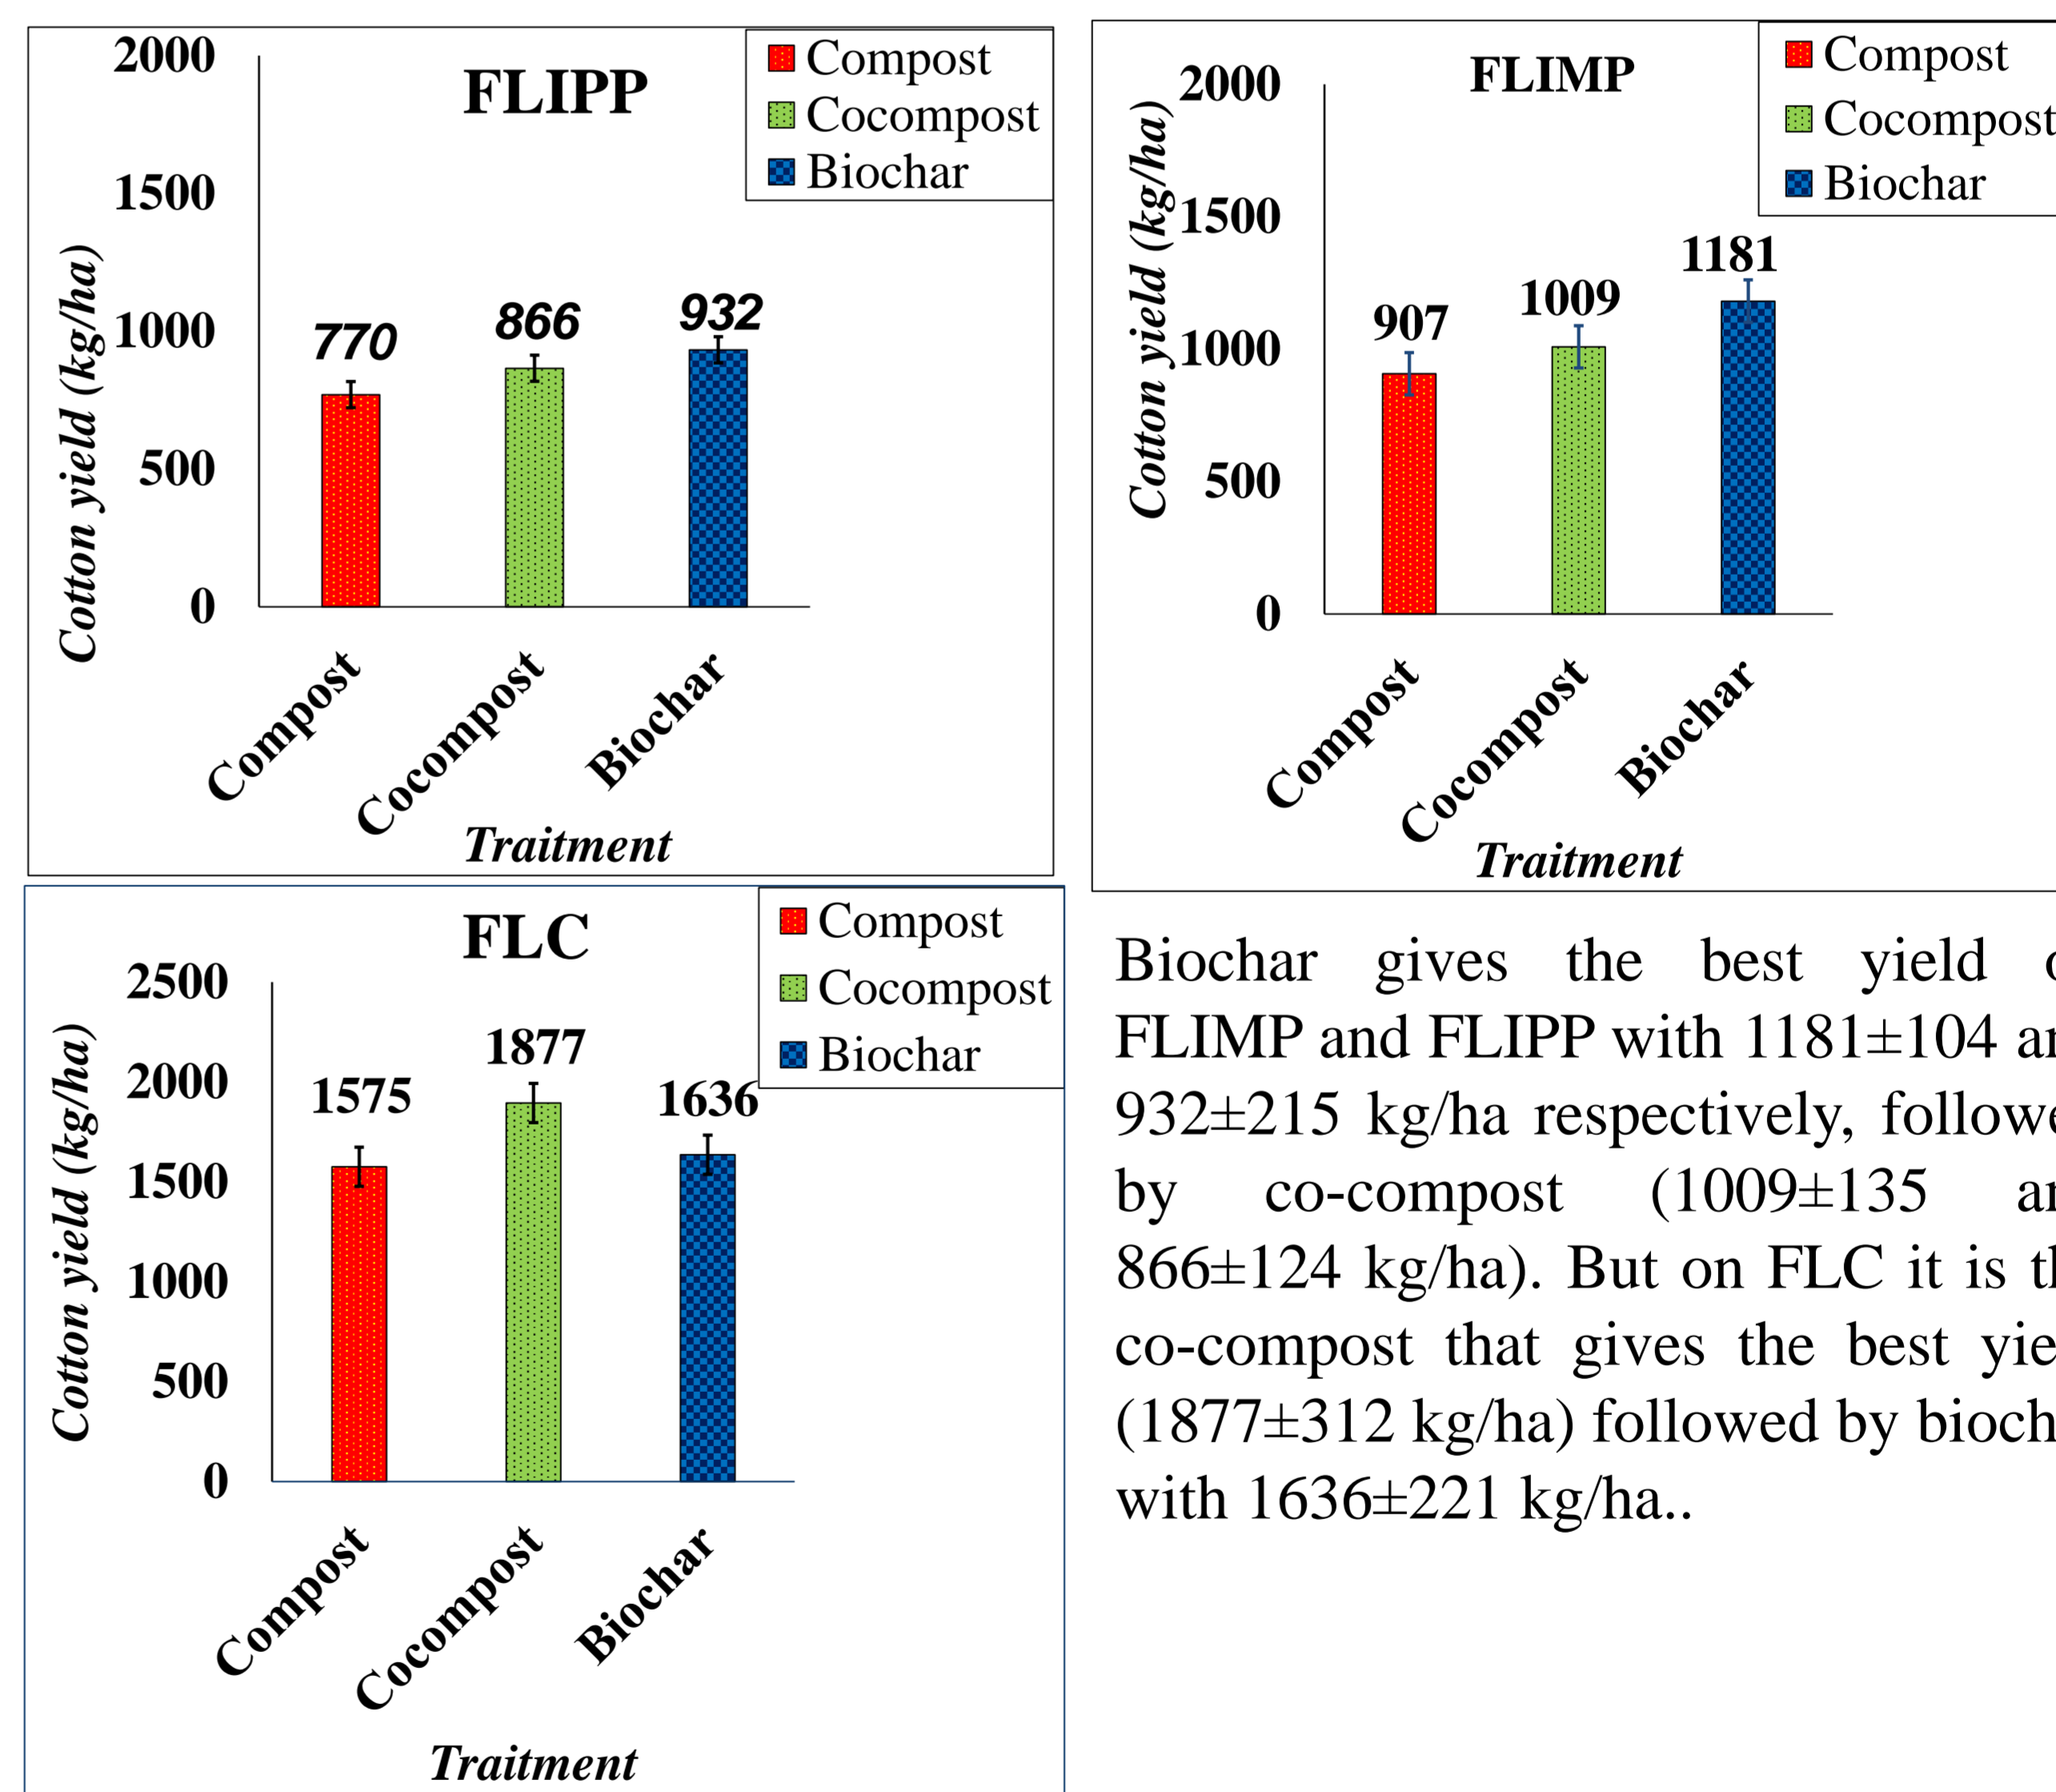 FLIPP
Compost
Cocompost
Biochar
Cotton yield (kg/ha)
2000
1500
1000
500
0
770
866
932
Compost
Cocompost
Biochar
Traitment
FLIMP
Compost
Cocompost
Biochar
Cotton yield (kg/ha)
2000
1500
1000
500
0
907
1009
1181
Compost
Cocompost
Biochar
Traitment
FLC
Compost
Cocompost
Biochar
Cotton yield (kg/ha)
2500
2000
1500
1000
500
0
1575
1877
1636
Compost
Cocompost
Biochar
Traitment
Biochar gives the best yield
FLIMP and FLIPP with 1181±104
932±215 kg/ha respectively,
by co-compost (1009±135
866±124 kg/ha). But on FLC it is
co-compost that gives the best
(1877±312 kg/ha) followed by
with 1636±221 kg/ha..